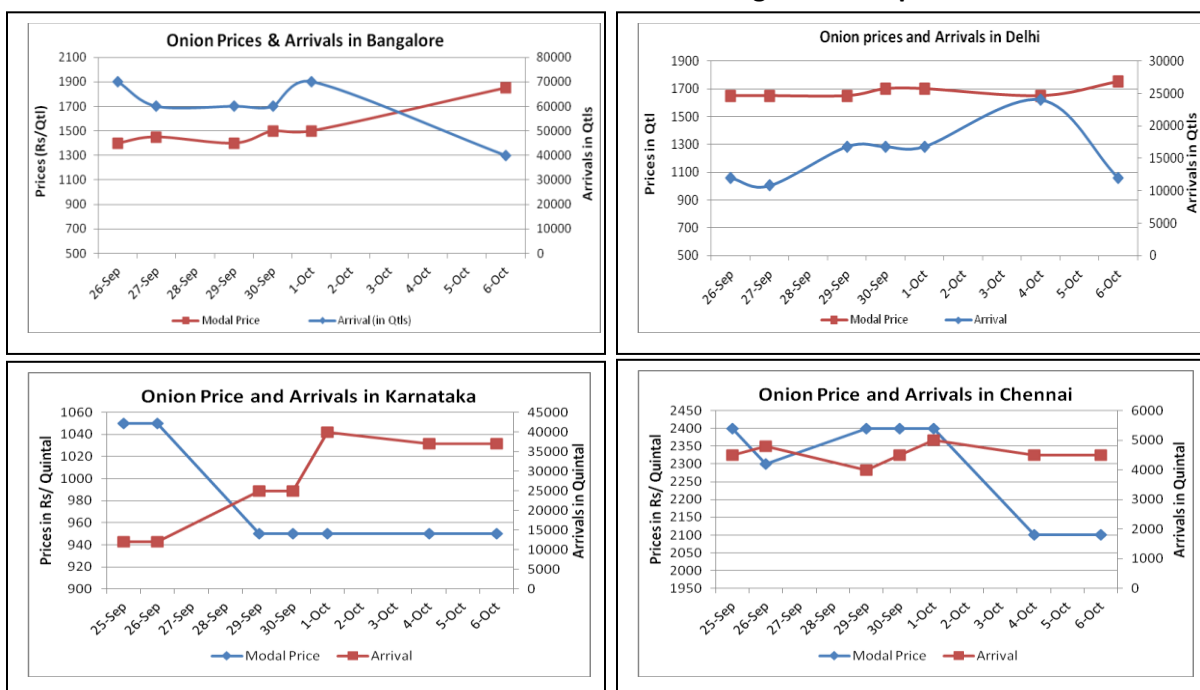 Onion Prices & Arrivals in Bangalore
Prices (Rs/Qtl)
2100
1900
1700
1500
1300
1100
900
700
500
80000
70000
60000
50000
40000
30000
20000
10000
0
Arrivals in Qtls
26-Sep
27-Sep
28-Sep
29-Sep
30-Sep
1-Oct
2-Oct
3-Oct
4-Oct
5-Oct
6-Oct
Modal Price
Arrival (in Qtls)
Onion prices and Arrivals in Delhi
Prices in Qtl
1900
1700
1500
1300
1100
900
700
500
30000
25000
20000
15000
10000
5000
0
Arrivals in Qtls
26-Sep
27-Sep
28-Sep
29-Sep
30-Sep
1-Oct
2-Oct
3-Oct
4-Oct
5-Oct
6-Oct
Modal Price
Arrival
Onion Price and Arrivals in Karnataka
Prices in Rs/ Quintal
1060
1040
1020
1000
980
960
940
920
900
45000
40000
35000
30000
25000
20000
15000
10000
5000
0
Arrivals in Quintal
25-Sep
26-Sep
27-Sep
28-Sep
29-Sep
30-Sep
1-Oct
2-Oct
3-Oct
4-Oct
5-Oct
6-Oct
Modal Price
Arrival
Onion Price and Arrivals in Chennai
Prices in Rs/ Quintal
2450
2400
2350
2300
2250
2200
2150
2100
2050
2000
1950
6000
5000
4000
3000
2000
1000
0
Arrivals in Quintal
25-Sep
26-Sep
27-Sep
28-Sep
29-Sep
30-Sep
1-Oct
2-Oct
3-Oct
4-Oct
5-Oct
6-Oct
Modal Price
Arrival